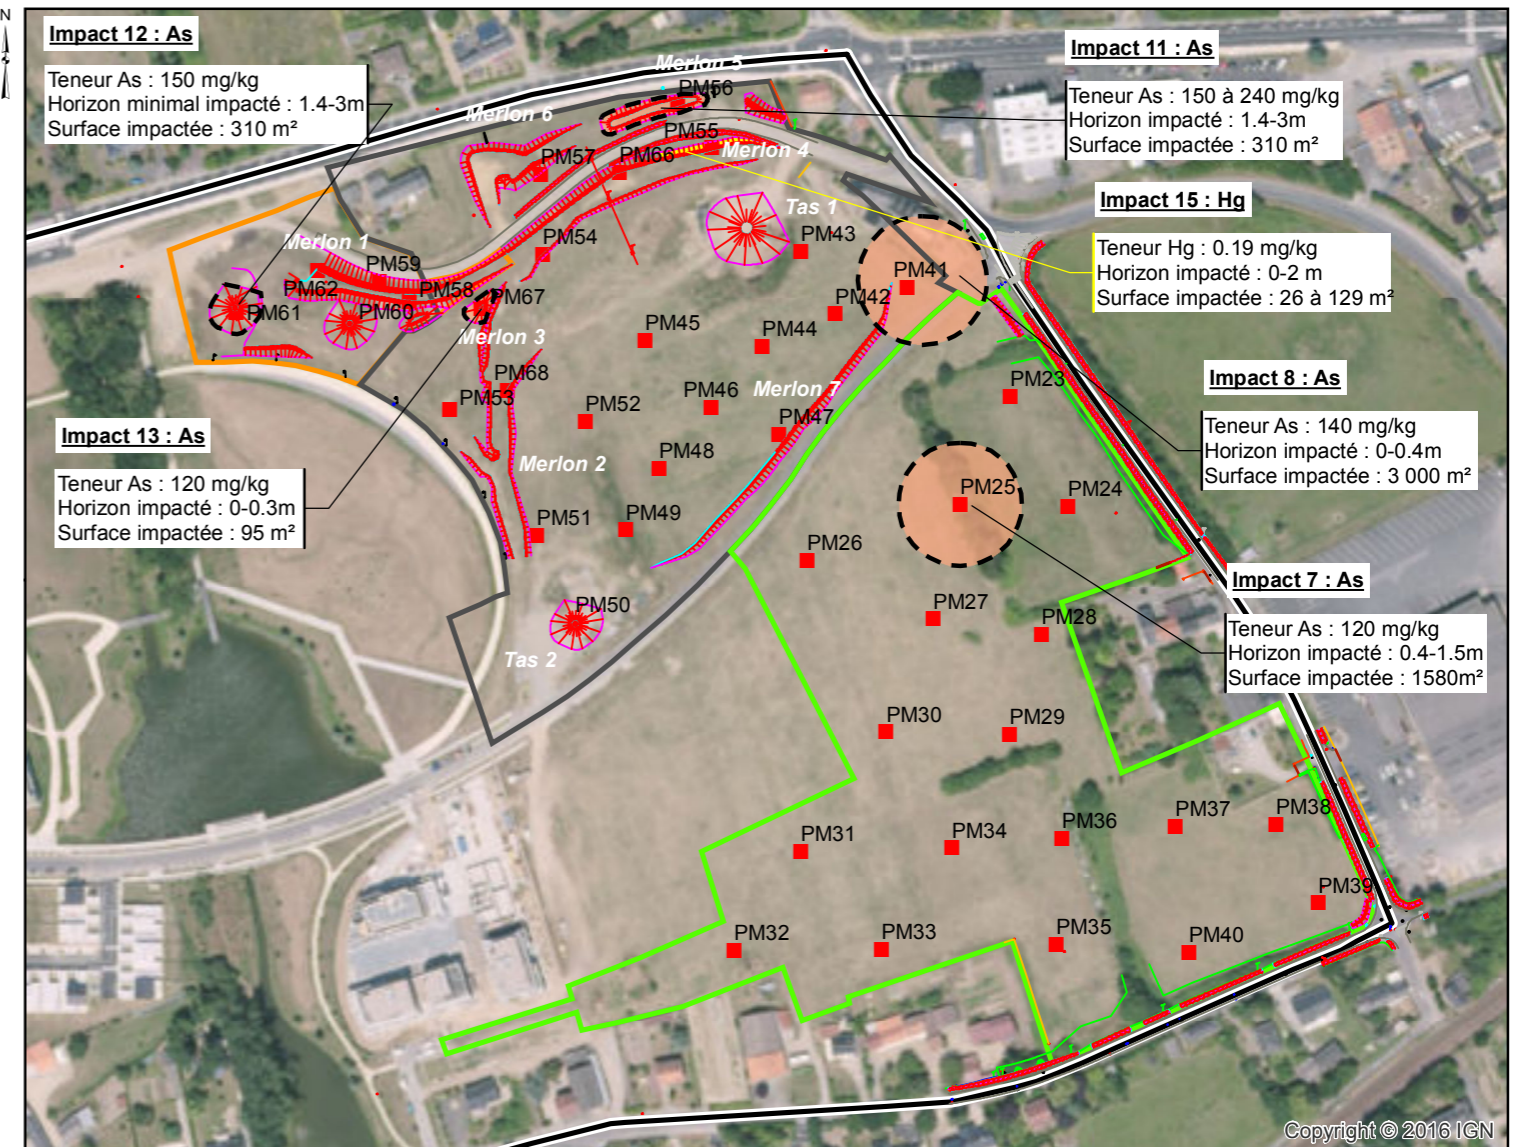 N
Impact 12 : As
Teneur As : 150 mg/kg
Horizon minimal impacté : 1.4-3m
Surface impactée : 310 m²
Impact 11 : As
Teneur As : 150 à 240 mg/kg
Horizon impacté : 1.4-3m
Surface impactée : 310 m²
Impact 15 : Hg
Teneur Hg : 0.19 mg/kg
Horizon impacté : 0-2 m
Surface impactée : 26 à 129 m²
Impact 8 : As
Teneur As : 140 mg/kg
Horizon impacté : 0-0.4m
Surface impactée : 3 000 m²
Impact 13 : As
Teneur As : 120 mg/kg
Horizon impacté : 0-0.3m
Surface impactée : 95 m²
Impact 7 : As
Teneur As : 120 mg/kg
Horizon impacté : 0.4-1.5m
Surface impactée : 1580m²
Merlon 5
PM56
Merlon 6
PM55
Merlon 4
PM57
PM66
Tas 1
PM43
Merlon 1
PM54
PM59
PM41
PM62
PM58
PM67
PM61
PM60
PM42
Merlon 3
PM45
PM44
PM68
Merlon 7
PM23
PM53
PM52
PM46
PM47
Merlon 2
PM48
PM25
PM24
PM51
PM49
PM26
PM50
PM27
PM28
Tas 2
PM30
PM29
PM31
PM34
PM36
PM37
PM38
PM39
PM32
PM33
PM35
PM40
Copyright © 2016 IGN